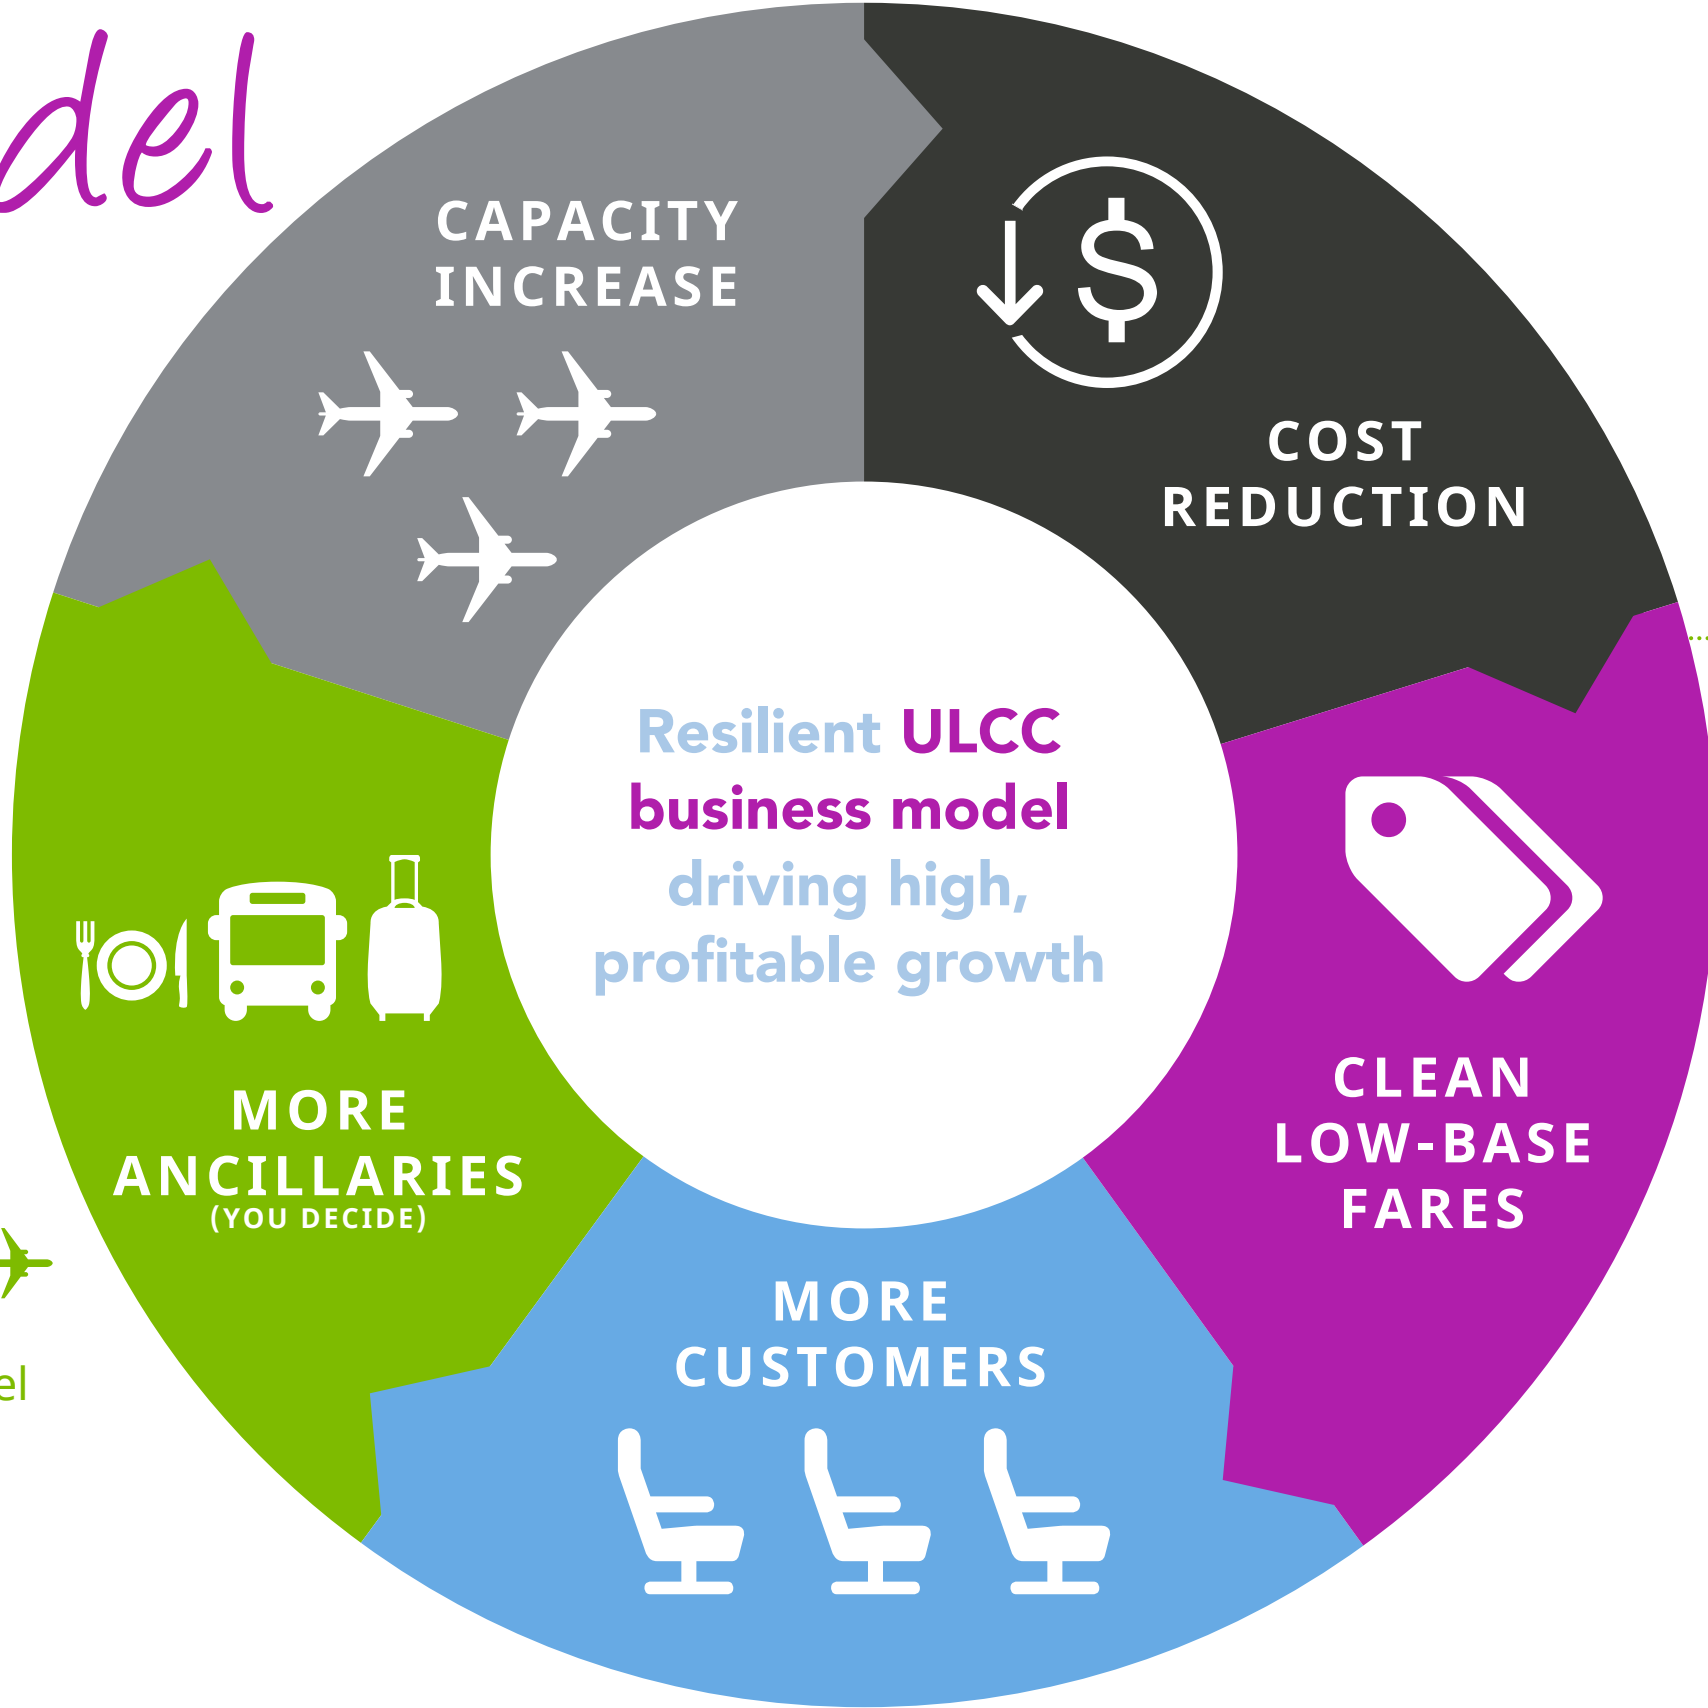 del
CAPACITY
INCREASE
$
COST
REDUCTION
Resilient ULCC
business model
driving high,
profitable growth
CLEAN
LOW-BASE
FARES
MORE
ANCILLARIES
(YOU DECIDE)
MORE
CUSTOMERS
el